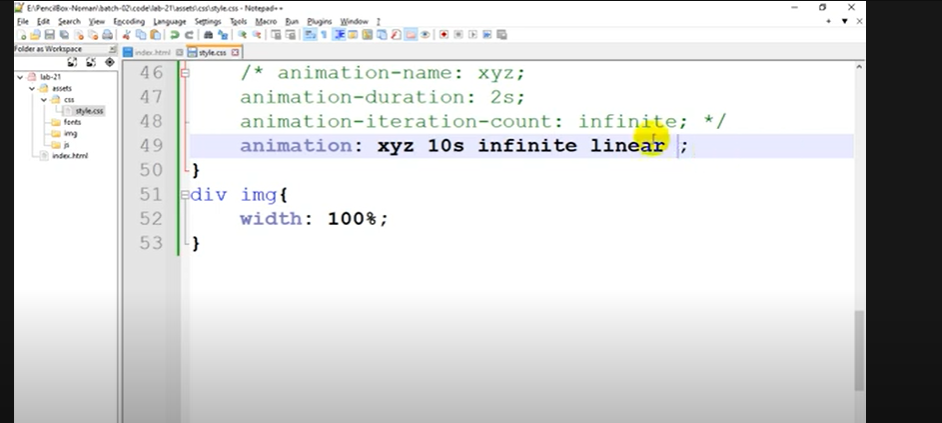 E:\PencilBox-Noman\batch-02\code\lab-21\assets\css\style.css - Notepad++
File Edit Search View Encoding Language Settings Tools Macro Run Plugins Window ?
Folder as Workspace
index.html style.css
lab-21
assets
css
style.css
fonts
img
js
index.html
46 /* animation-name: xyz;
47 animation-duration: 2s;
48 animation-iteration-count: infinite; */
49 animation: xyz 10s infinite linear ;
50 }
51 div img{
52 width: 100%;
53 }